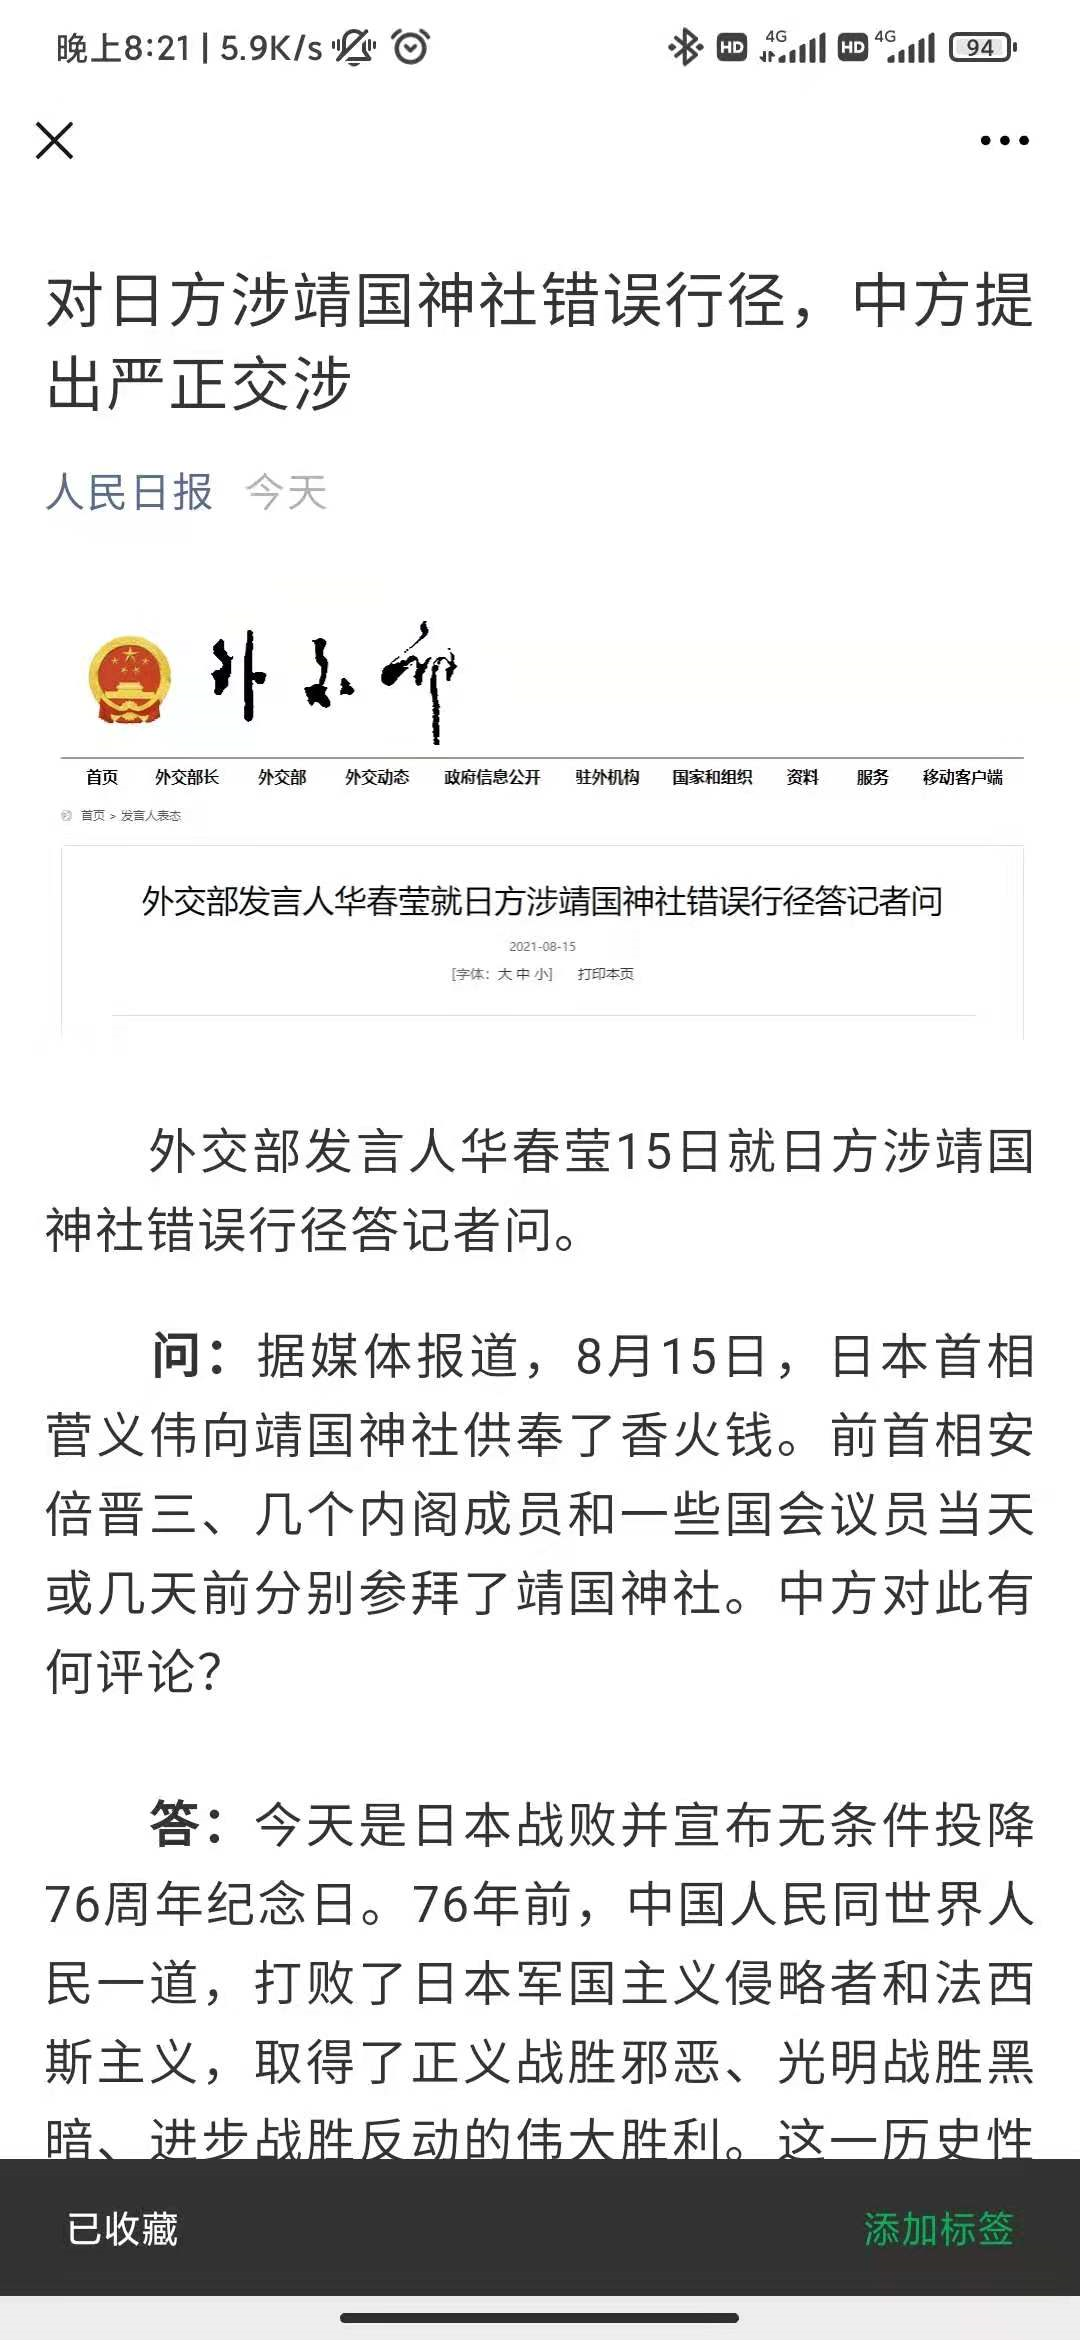 晚上8:21 | 5.9K/s
HD 4G HD 4G 94
对日方涉靖国神社错误行径，中方提
出严正交涉
人民日报 今天
外交部
首页 外交部长 外交部 外交动态 政府信息公开 驻外机构 国家和组织 资料 服务 移动客户端
首页 > 发言人表态
外交部发言人华春莹就日方涉靖国神社错误行径答记者问
2021-08-15
[字体：大 中 小] 打印本页
外交部发言人华春莹15日就日方涉靖国
神社错误行径答记者问。
问：据媒体报道，8月15日，日本首相
菅义伟向靖国神社供奉了香火钱。前首相安
倍晋三、几个内阁成员和一些国会议员当天
或几天前分别参拜了靖国神社。中方对此有
何评论？
答：今天是日本战败并宣布无条件投降
76周年纪念日。76年前，中国人民同世界人
民一道，打败了日本军国主义侵略者和法西
斯主义，取得了正义战胜邪恶、光明战胜黑
暗、进步战胜反动的伟大胜利。这一历史性
已收藏 添加标签